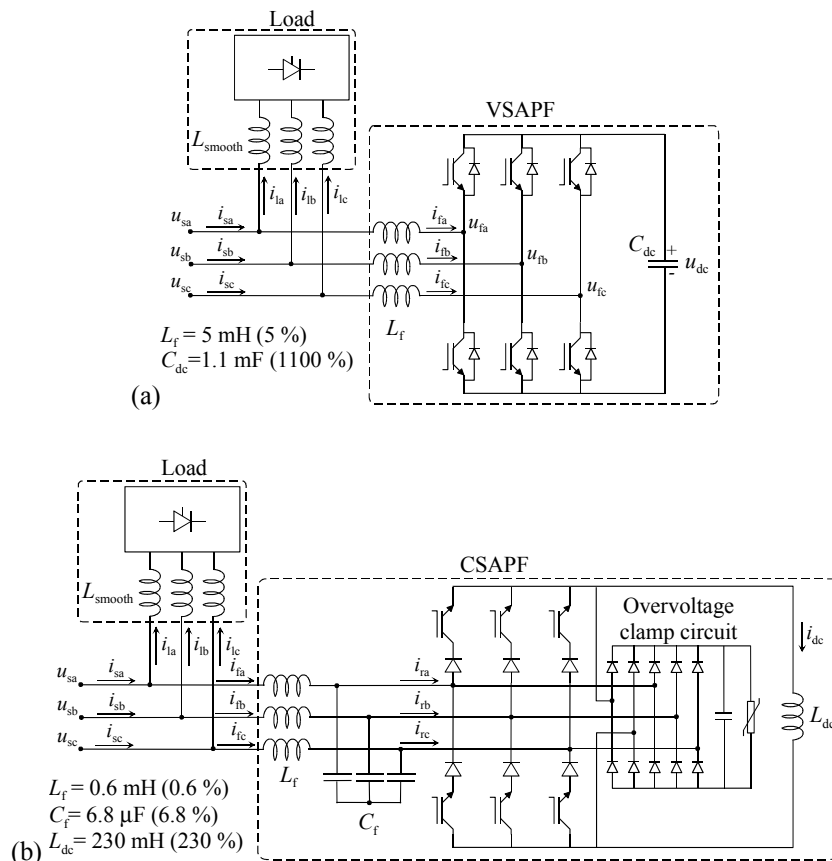 Load
VSAPF
L_smooth
i_la i_lb i_lc
u_sa i_sa i_fa u_fa
u_sb i_sb i_fb u_fb
u_sc i_sc i_fc u_fc
C_dc + - u_dc
L_f
L_f = 5 mH (5 %)
C_dc=1.1 mF (1100 %)
(a)
Load
CSAPF
L_smooth
Overvoltage
clamp circuit
i_dc
i_la i_lb i_lc
u_sa i_sa i_fa i_ra
u_sb i_sb i_fb i_rb
u_sc i_sc i_fc i_rc
L_dc
L_f
C_f
L_f = 0.6 mH (0.6 %)
C_f= 6.8 μF (6.8 %)
L_dc= 230 mH (230 %)
(b)